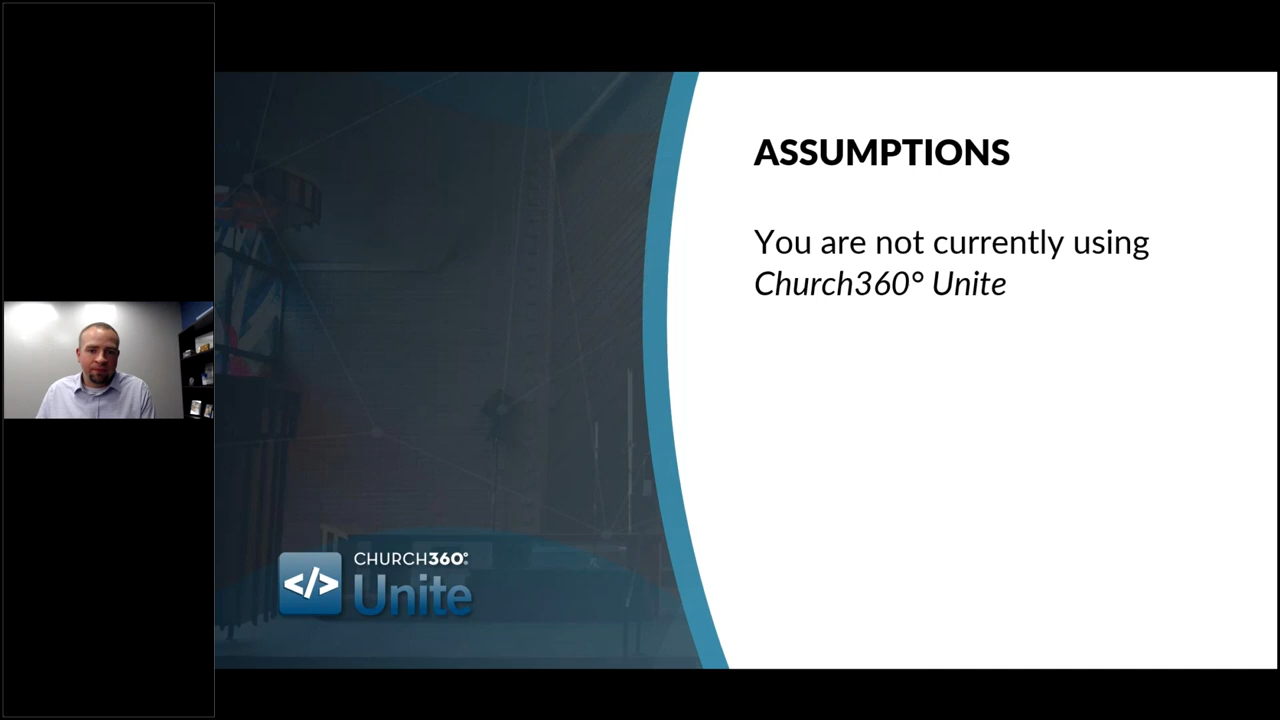 ASSUMPTIONS
You are not currently using
Church360° Unite
</>
CHURCH360°
Unite